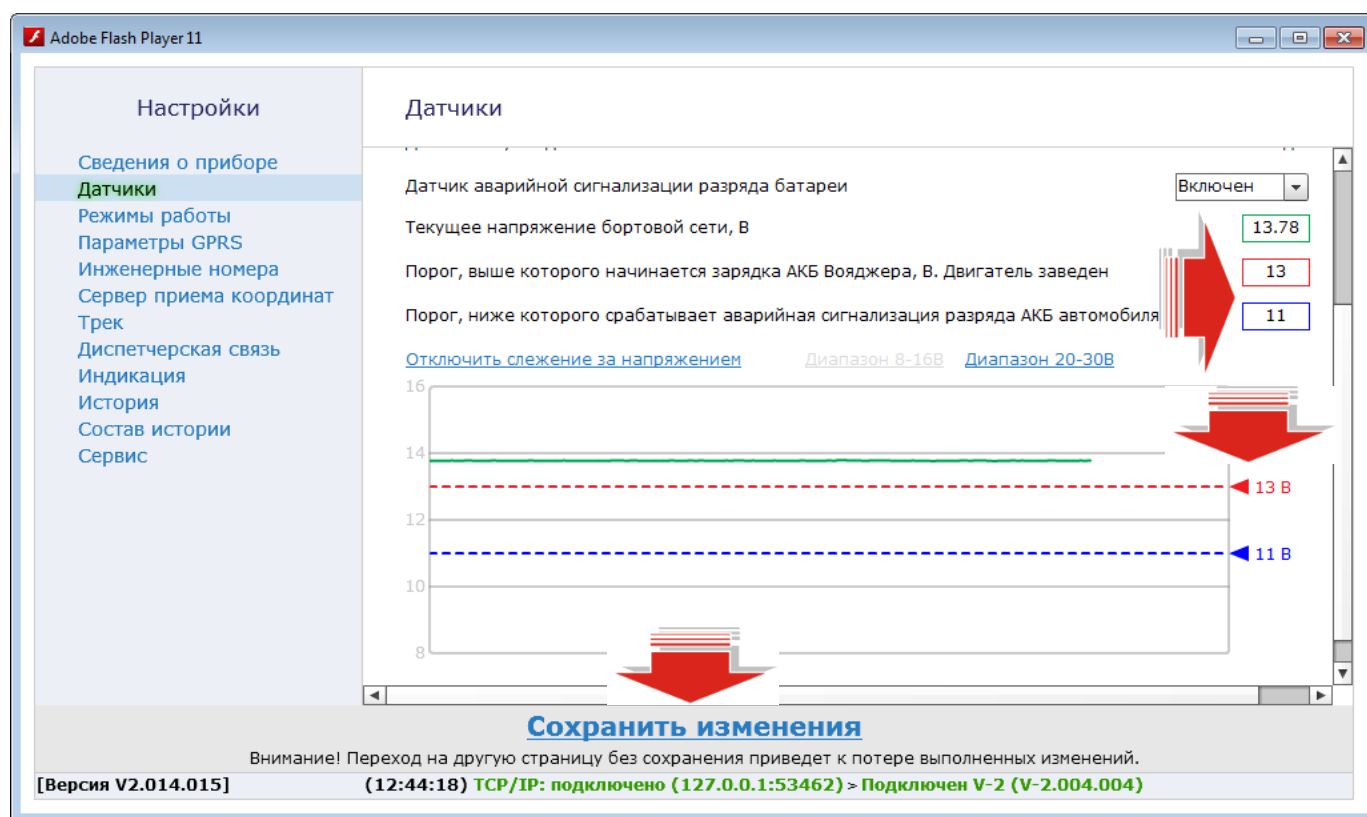 Adobe Flash Player 11
Настройки
Сведения о приборе
Датчики
Режимы работы
Параметры GPRS
Инженерные номера
Сервер приема координат
Трек
Диспетчерская связь
Индикация
История
Состав истории
Сервис
Датчики
Датчик аварийной сигнализации разряда батареи Включен
Текущее напряжение бортовой сети, В 13.78
Порог, выше которого начинается зарядка АКБ Вояджера, В. Двигатель заведен 13
Порог, ниже которого срабатывает аварийная сигнализация разряда АКБ автомобиля 11
Отключить слежение за напряжением Диапазон 8-16В Диапазон 20-30В
16
14
13 В
12
11 В
10
8
Сохранить изменения
Внимание! Переход на другую страницу без сохранения приведет к потере выполненных изменений.
[Версия V2.014.015] (12:44:18) TCP/IP: подключено (127.0.0.1:53462) > Подключен V-2 (V-2.004.004)